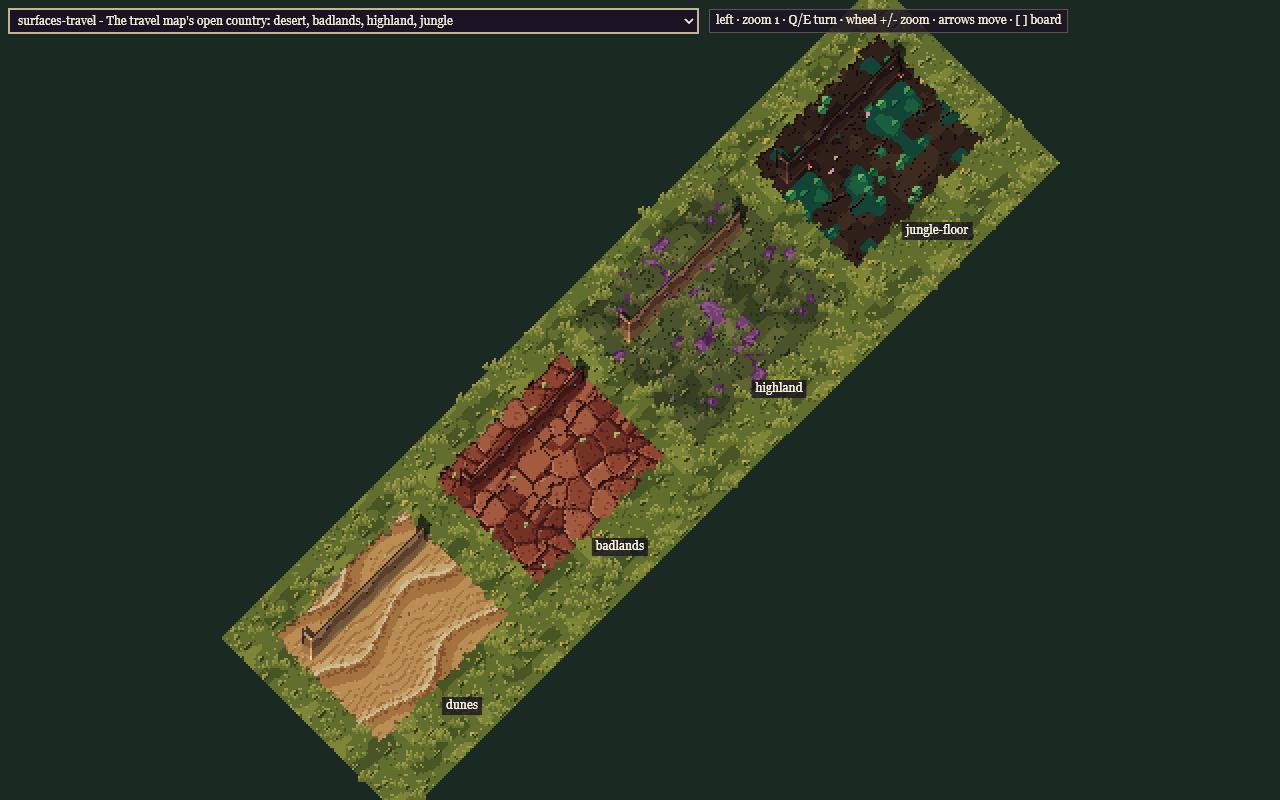 surfaces-travel - The travel map's open country: desert, badlands, highland, jungle
left · zoom 1 · Q/E turn · wheel +/- zoom · arrows move · [ ] board
jungle-floor
highland
badlands
dunes